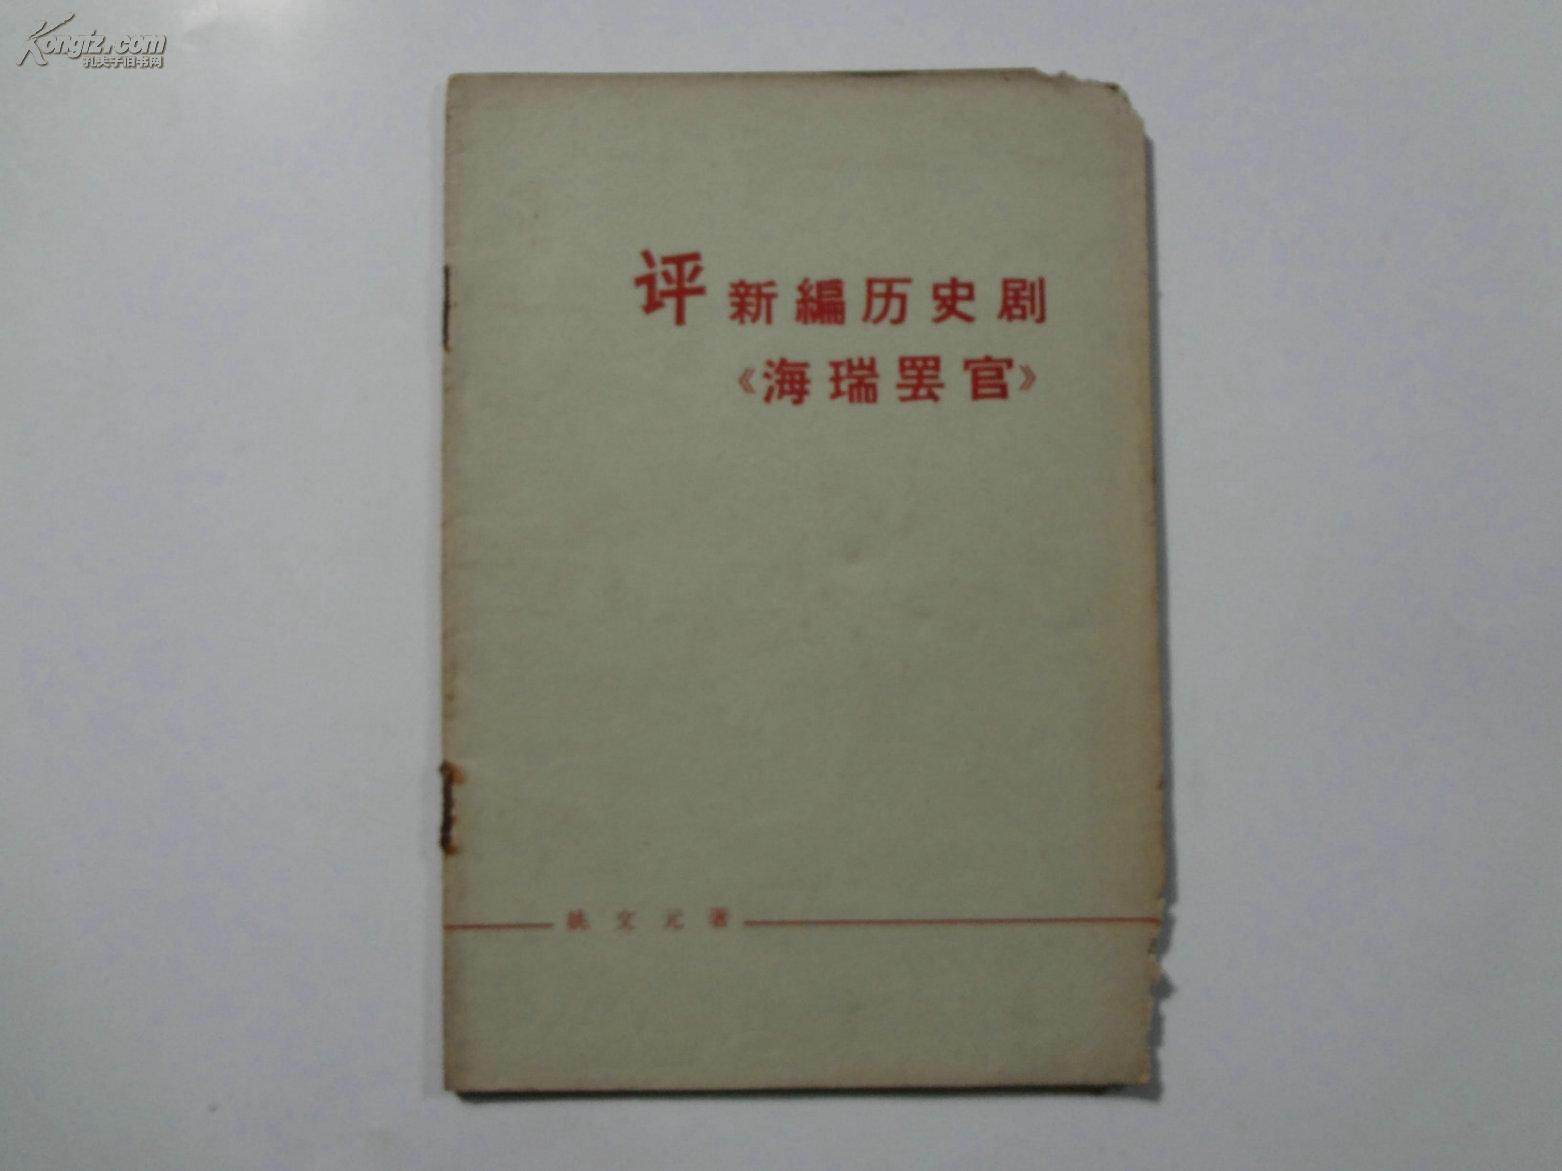 Kongfz.com
孔夫子旧书网
评新編历史剧
《海瑞罢官》
姚文元著